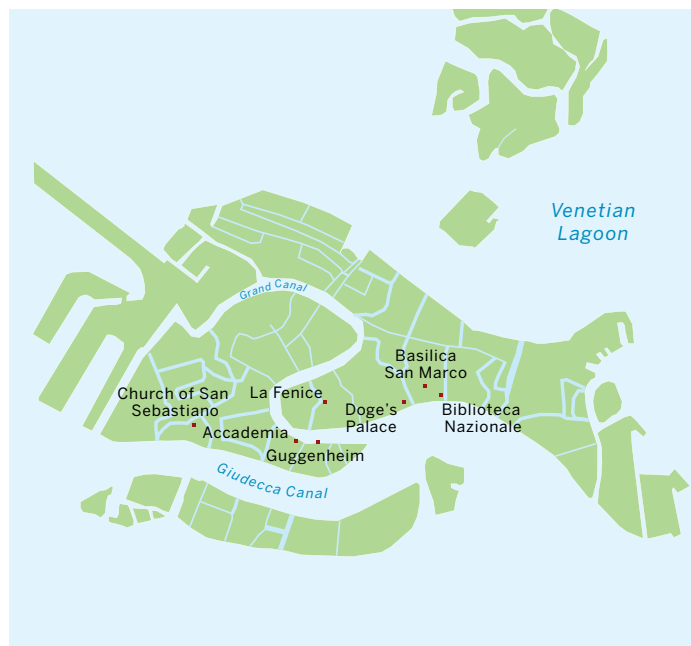 Venetian
Lagoon
Grand Canal
Basilica
San Marco
Church of San
Sebastiano
La Fenice
Doge's
Palace
Biblioteca
Nazionale
Accademia
Guggenheim
Giudecca Canal